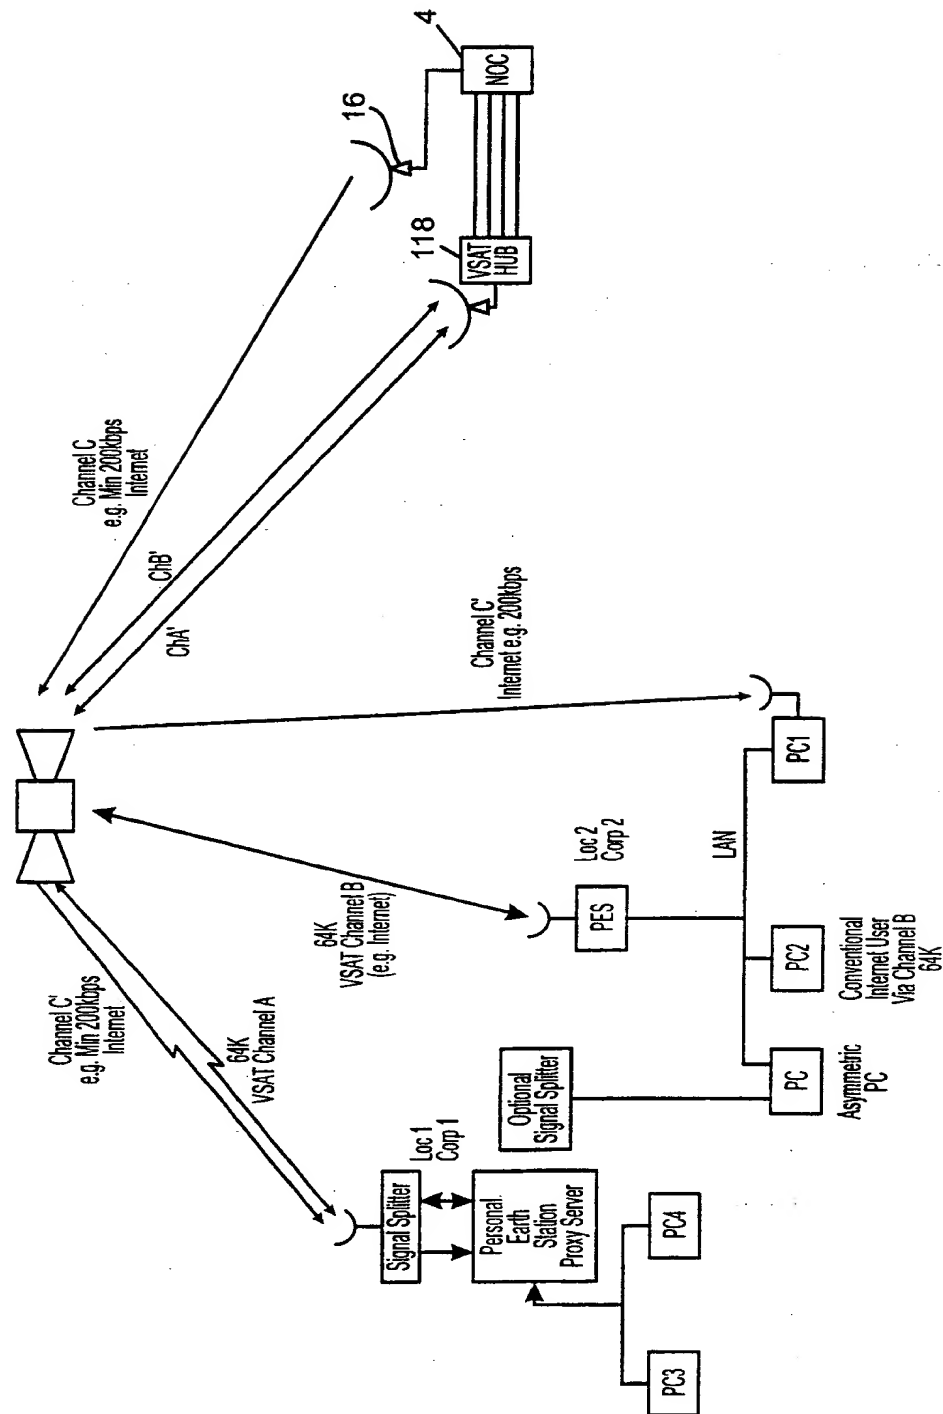 4
NOC
16
118
VSAT
HUB
Channel C
e.g. Min 200kbps
Internet
ChB'
ChA'
Channel C'
Internet e.g. 200kbps
Channel C'
e.g. Min 200kbps
Internet
64K
VSAT Channel A
64K
VSAT Channel B
(e.g. Internet)
Loc 1
Corp 1
Signal Splitter
Personal.
Earth
Station
Proxy Server
PC3
PC4
Optional
Signal Splitter
Loc 2
Corp 2
PES
LAN
PC
Asymmetric
PC
PC2
Conventional
Internet User
Via Channel B
64K
PC1